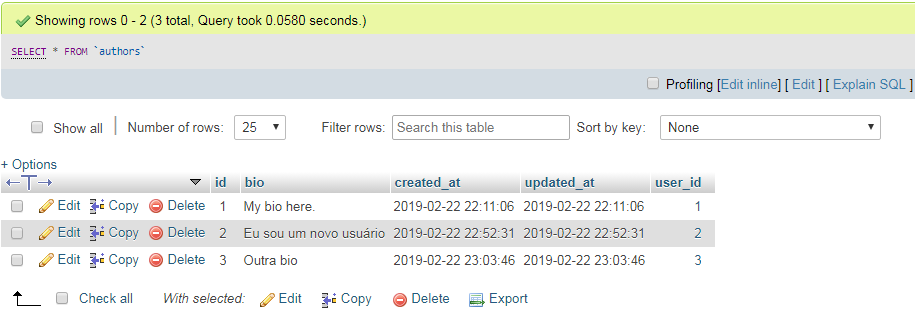 Showing rows 0 - 2 (3 total, Query took 0.0580 seconds.)
SELECT * FROM `authors`
Profiling [Edit inline] [ Edit ] [ Explain SQL ]
Show all | Number of rows: 25 Filter rows: Search this table Sort by key: None
+ Options
id bio created_at updated_at user_id
Edit Copy Delete 1 My bio here. 2019-02-22 22:11:06 2019-02-22 22:11:06 1
Edit Copy Delete 2 Eu sou um novo usuário 2019-02-22 22:52:31 2019-02-22 22:52:31 2
Edit Copy Delete 3 Outra bio 2019-02-22 23:03:46 2019-02-22 23:03:46 3
Check all With selected: Edit Copy Delete Export